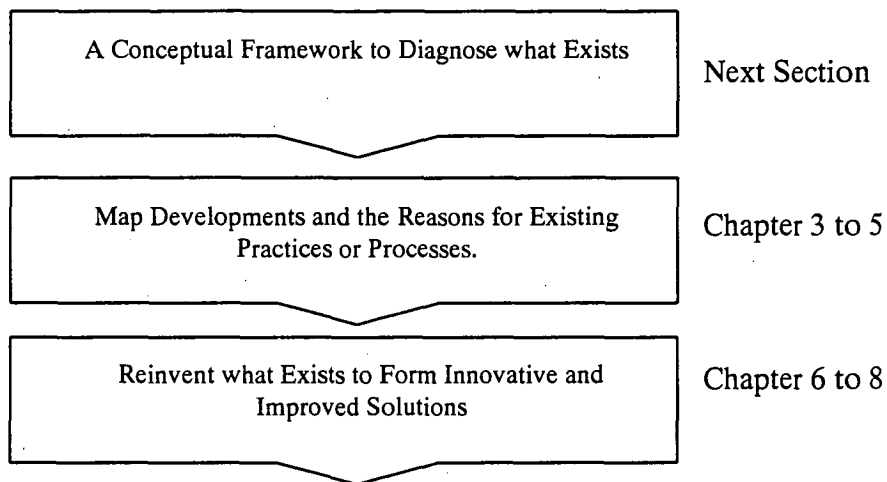 A Conceptual Framework to Diagnose what Exists
Next Section
Map Developments and the Reasons for Existing
Practices or Processes.
Chapter 3 to 5
Reinvent what Exists to Form Innovative and
Improved Solutions
Chapter 6 to 8